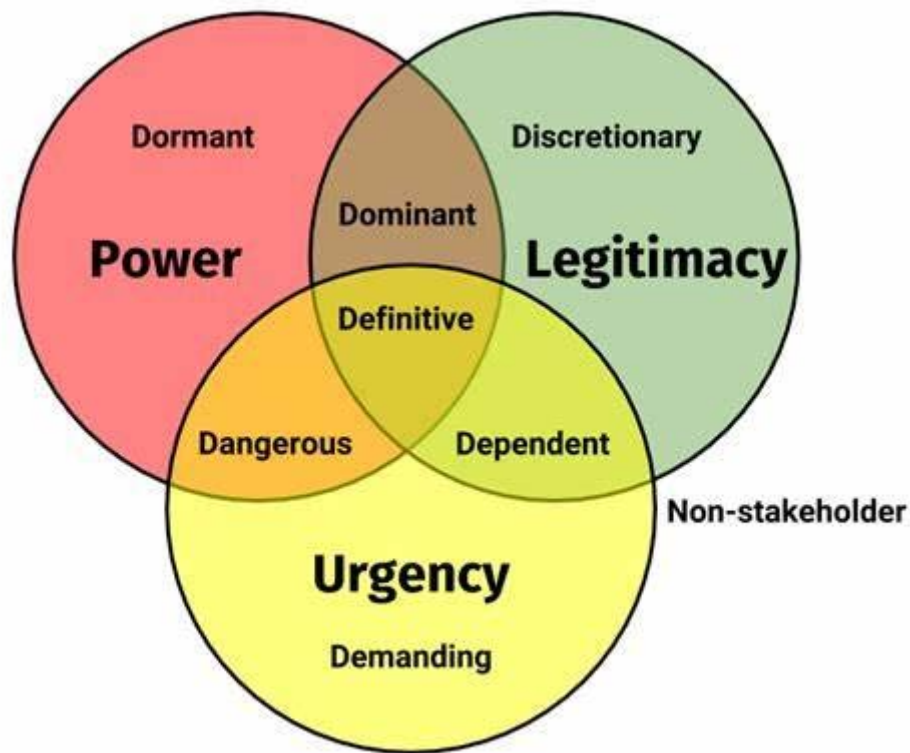 Dormant
Discretionary
Dominant
Power
Legitimacy
Definitive
Dangerous
Dependent
Non-stakeholder
Urgency
Demanding